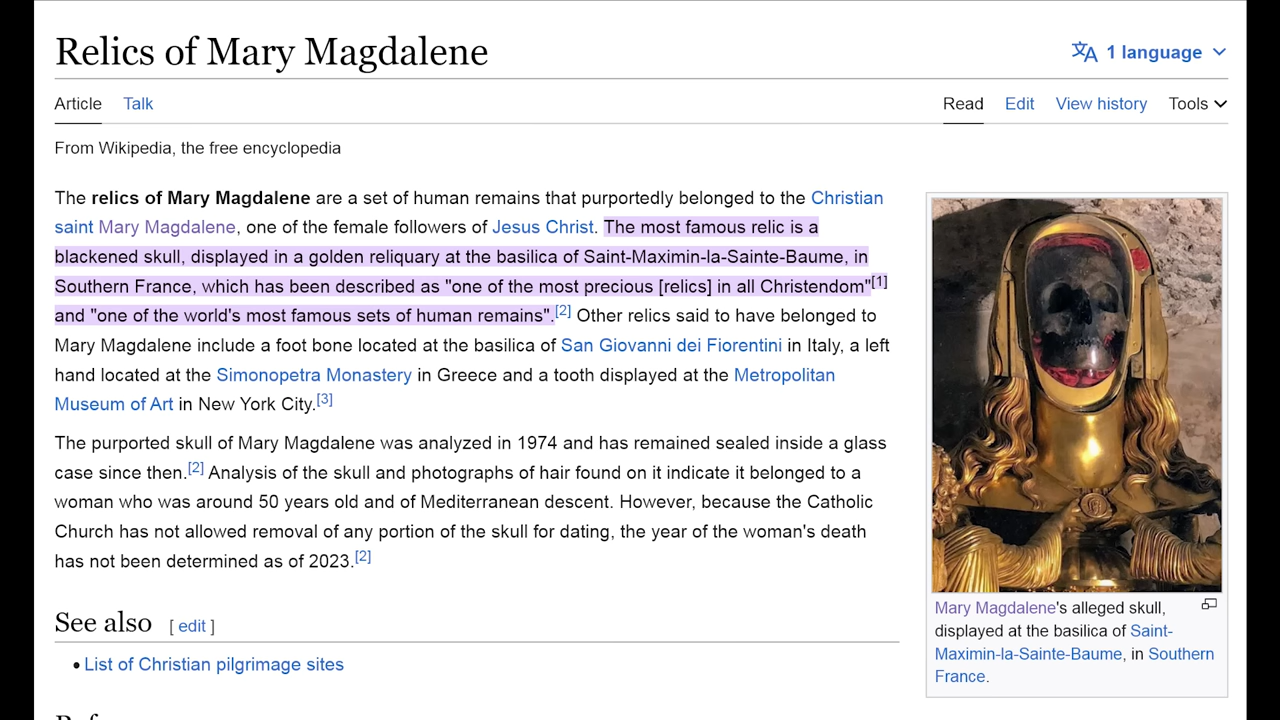 Relics of Mary Magdalene
1 language
Article Talk
Read Edit View history Tools
From Wikipedia, the free encyclopedia
The relics of Mary Magdalene are a set of human remains that purportedly belonged to the Christian
saint Mary Magdalene, one of the female followers of Jesus Christ. The most famous relic is a
blackened skull, displayed in a golden reliquary at the basilica of Saint-Maximin-la-Sainte-Baume, in
Southern France, which has been described as "one of the most precious [relics] in all Christendom"[1]
and "one of the world's most famous sets of human remains".[2] Other relics said to have belonged to
Mary Magdalene include a foot bone located at the basilica of San Giovanni dei Fiorentini in Italy, a left
hand located at the Simonopetra Monastery in Greece and a tooth displayed at the Metropolitan
Museum of Art in New York City.[3]
The purported skull of Mary Magdalene was analyzed in 1974 and has remained sealed inside a glass
case since then.[2] Analysis of the skull and photographs of hair found on it indicate it belonged to a
woman who was around 50 years old and of Mediterranean descent. However, because the Catholic
Church has not allowed removal of any portion of the skull for dating, the year of the woman's death
has not been determined as of 2023.[2]
See also [ edit ]
• List of Christian pilgrimage sites
Mary Magdalene's alleged skull,
displayed at the basilica of Saint-
Maximin-la-Sainte-Baume, in Southern
France.